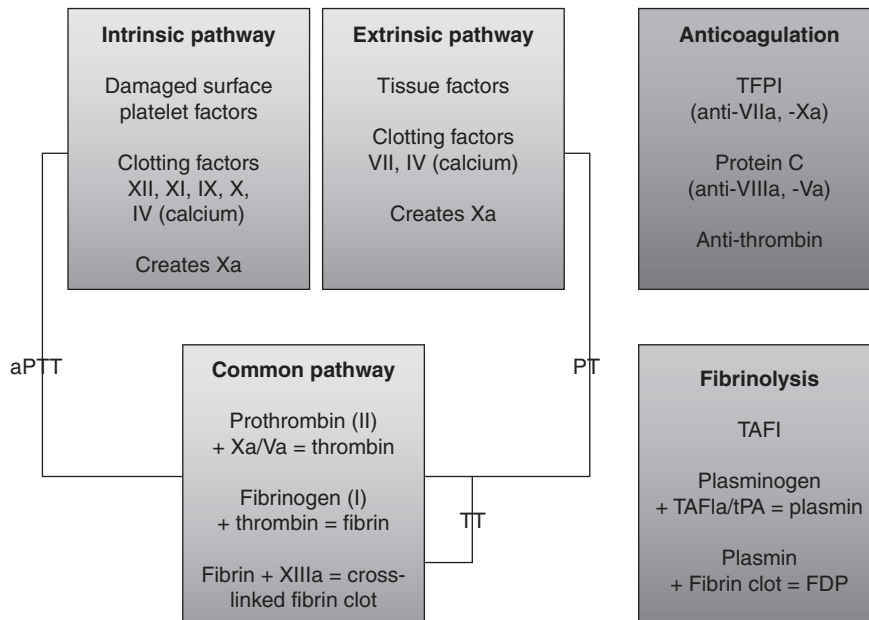 Intrinsic pathway
Damaged surface
platelet factors
Clotting factors
XII, XI, IX, X,
IV (calcium)
Creates Xa
Extrinsic pathway
Tissue factors
Clotting factors
VII, IV (calcium)
Creates Xa
Anticoagulation
TFPI
(anti-VIIa, -Xa)
Protein C
(anti-VIIIa, -Va)
Anti-thrombin
aPTT
PT
Common pathway
Prothrombin (II)
+ Xa/Va = thrombin
Fibrinogen (I)
+ thrombin = fibrin
Fibrin + XIIIa = cross-
linked fibrin clot
TT
Fibrinolysis
TAFI
Plasminogen
+ TAFIa/tPA = plasmin
Plasmin
+ Fibrin clot = FDP